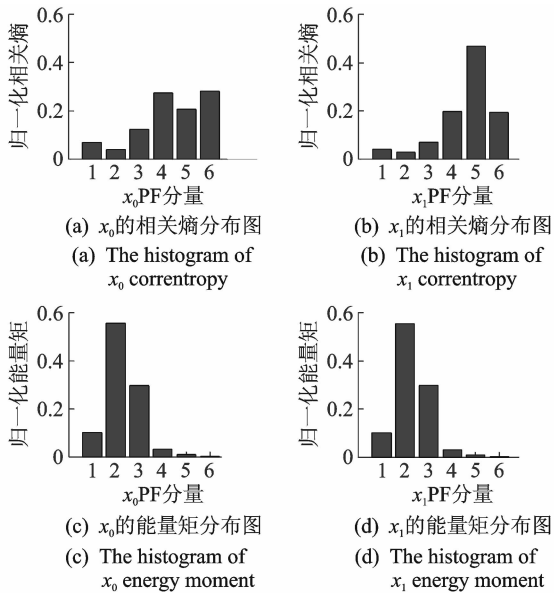 归一化相关熵
0.6
0.4
0.2
0
1 2 3 4 5 6
x₀PF分量
(a) x₀的相关熵分布图
(a) The histogram of
x₀ correntropy
归一化相关熵
0.6
0.4
0.2
0
1 2 3 4 5 6
x₁PF分量
(b) x₁的相关熵分布图
(b) The histogram of
x₁ correntropy
归一化能量矩
0.6
0.4
0.2
0
1 2 3 4 5 6
x₀PF分量
(c) x₀的能量矩分布图
(c) The histogram of
x₀ energy moment
归一化能量矩
0.6
0.4
0.2
0
1 2 3 4 5 6
x₁PF分量
(d) x₁的能量矩分布图
(d) The histogram of
x₁ energy moment